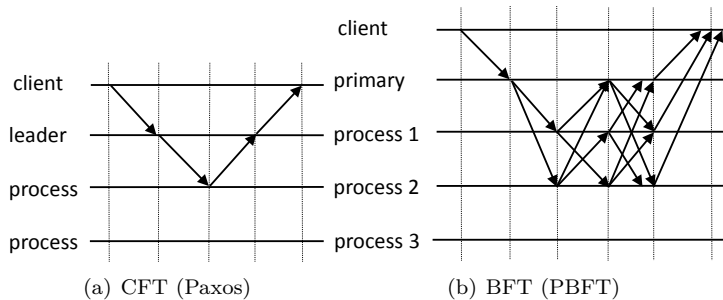 client
leader
process
process
(a) CFT (Paxos)
client
primary
process 1
process 2
process 3
(b) BFT (PBFT)